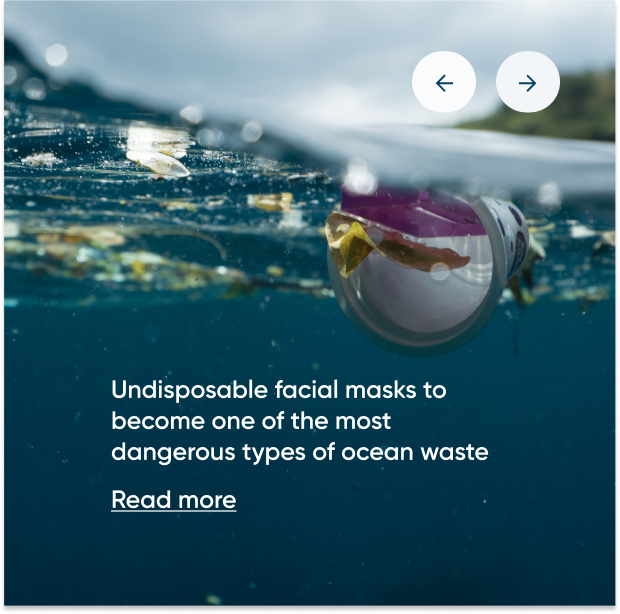 Undisposable facial masks to
become one of the most
dangerous types of ocean waste
Read more